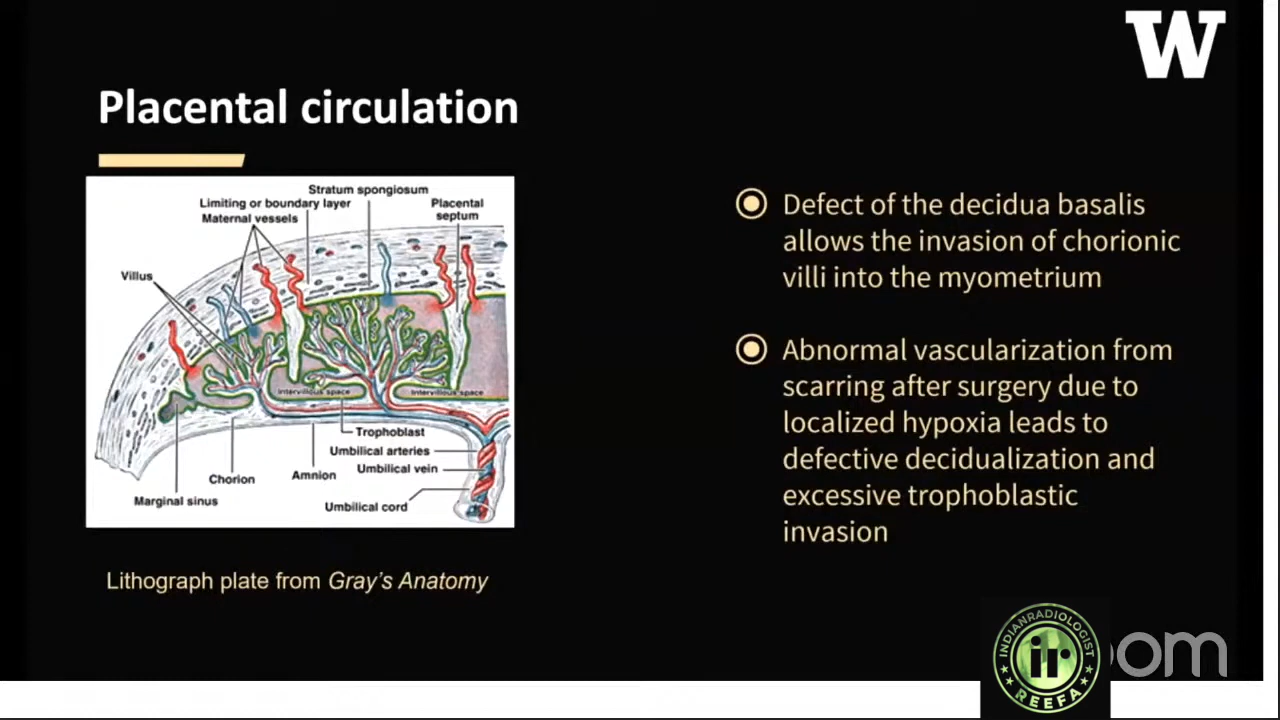 W
Placental circulation
Stratum spongiosum
Limiting or boundary layer
Maternal vessels
Placental
septum
Villus
Intervillous space
Intervillous space
Trophoblast
Umbilical arteries
Umbilical vein
Chorion
Amnion
Marginal sinus
Umbilical cord
Lithograph plate from Gray's Anatomy
Defect of the decidua basalis
allows the invasion of chorionic
villi into the myometrium
Abnormal vascularization from
scarring after surgery due to
localized hypoxia leads to
defective decidualization and
excessive trophoblastic
invasion
INDIANRADIOLOGIST
ir
REEFA
oom